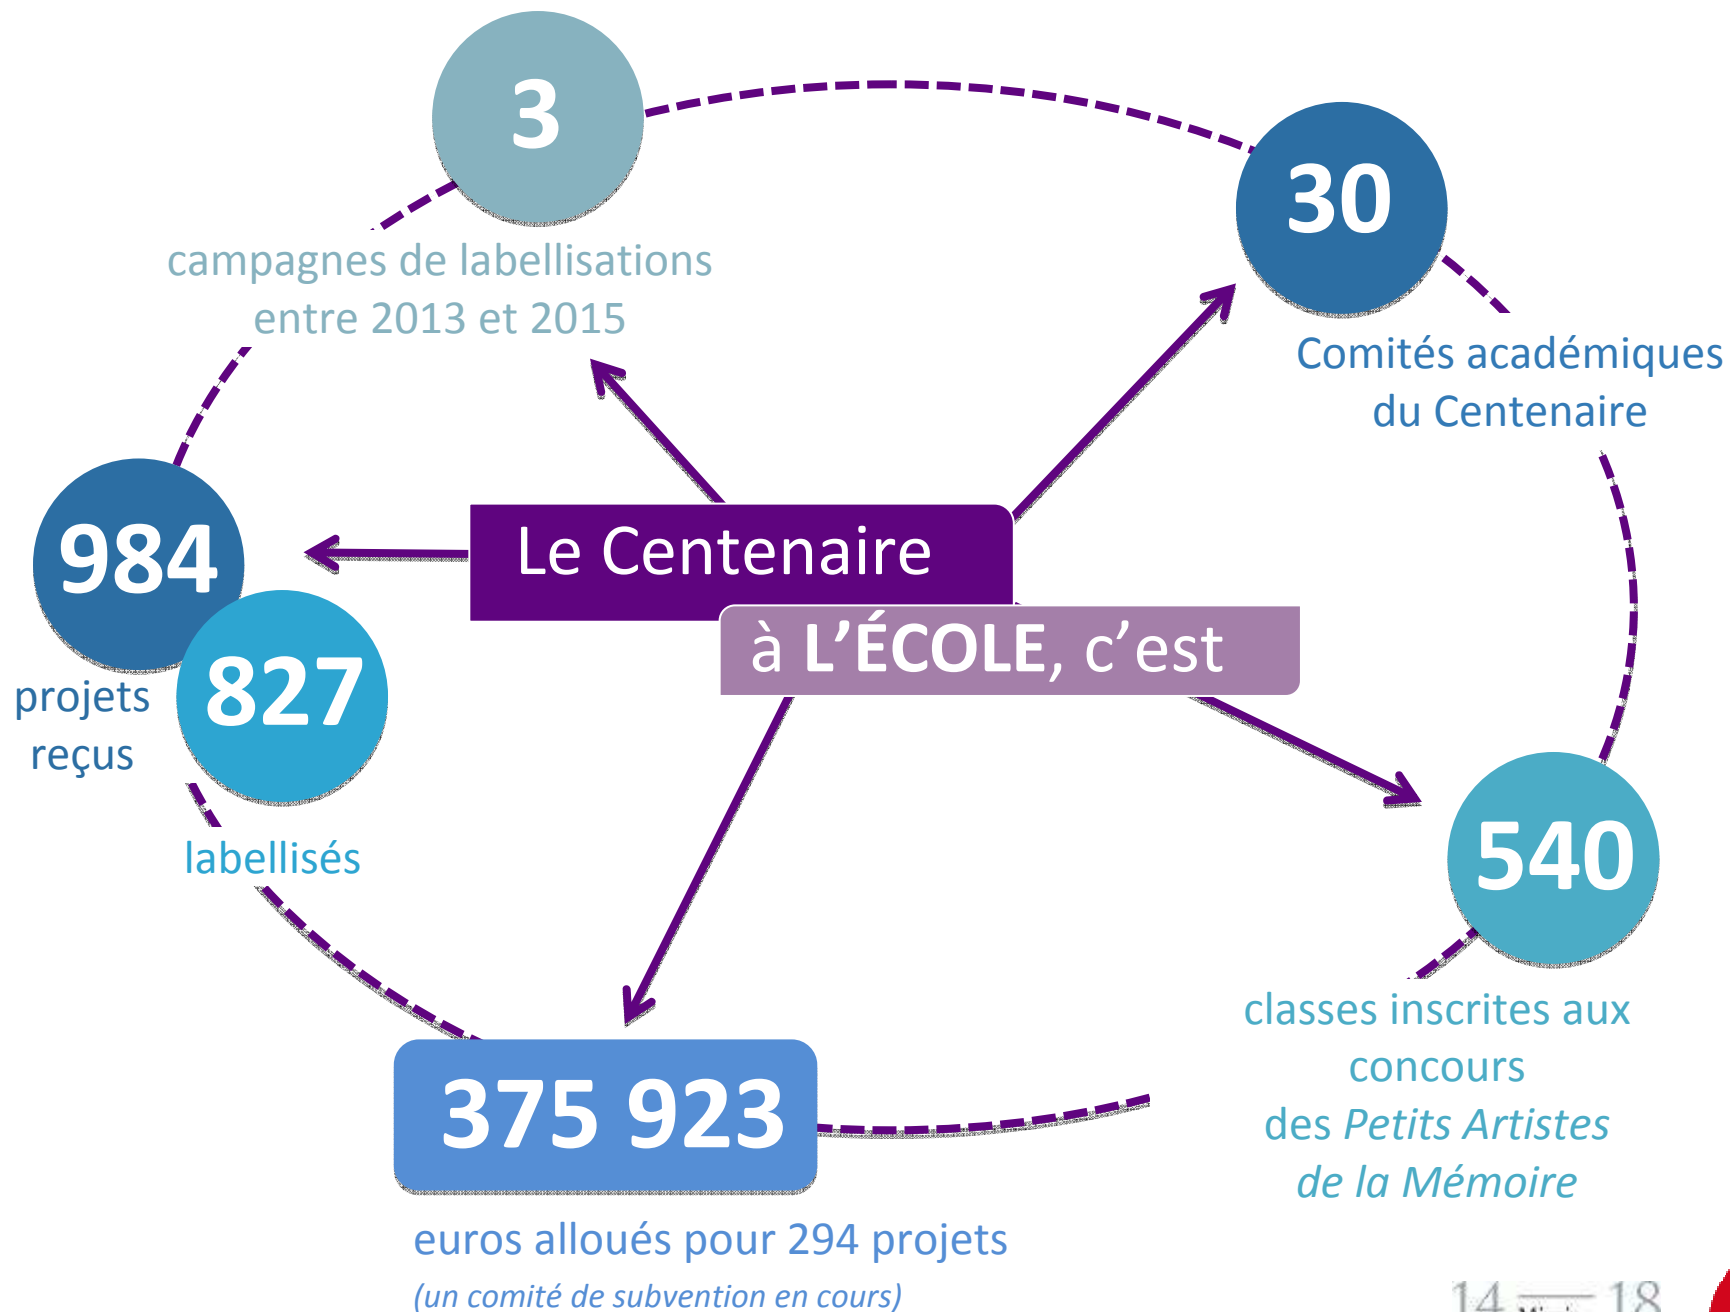 3
campagnes de labellisations
entre 2013 et 2015
30
Comités académiques
du Centenaire
984
projets
reçus
827
labellisés
Le Centenaire
à L’ÉCOLE, c’est
540
classes inscrites aux
concours
des Petits Artistes
de la Mémoire
375 923
euros alloués pour 294 projets
(un comité de subvention en cours)
14 18